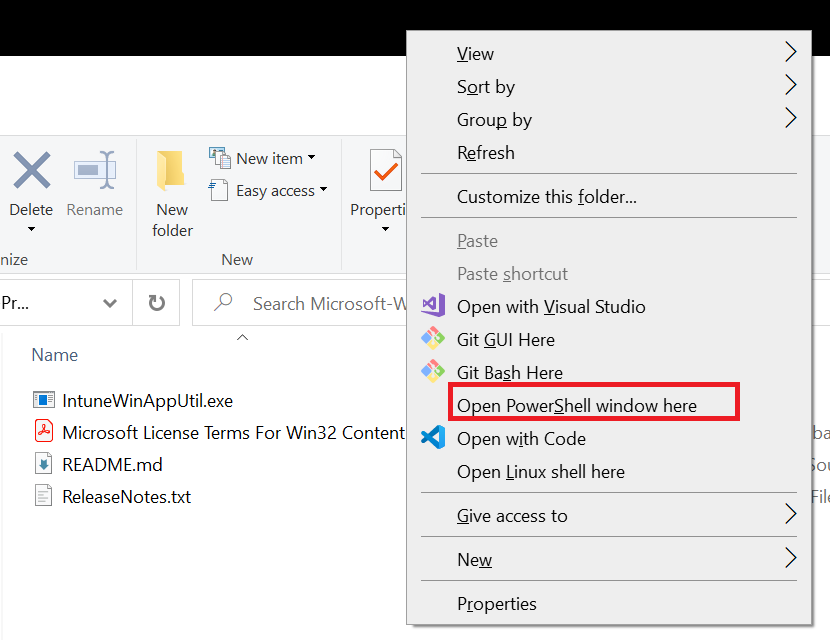 View
Sort by
Group by
Refresh
Customize this folder...
Paste
Paste shortcut
Open with Visual Studio
Git GUI Here
Git Bash Here
Open PowerShell window here
Open with Code
Open Linux shell here
Give access to
New
Properties
Delete
Rename
New
folder
New item
Easy access
Properti
nize
New
Pr...
Search Microsoft-W
Name
IntuneWinAppUtil.exe
Microsoft License Terms For Win32 Content
README.md
ReleaseNotes.txt